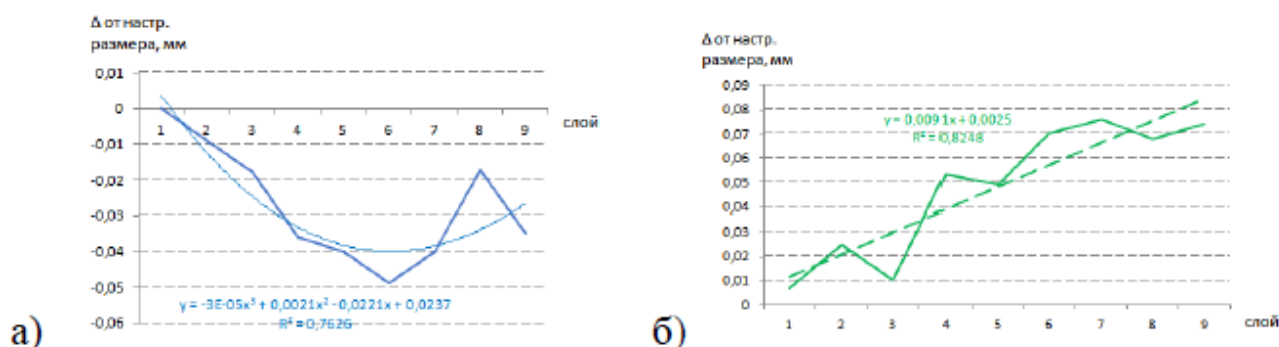 Δ от настр.
размера, мм
0,01
0
-0,01
-0,02
-0,03
-0,04
-0,05
-0,06
1 2 3 4 5 6 7 8 9 слой
y = -3E-05x³ + 0,0021x² - 0,0221x + 0,0237
R² = 0,7626
а)
Δ от настр.
размера, мм
0,09
0,08
0,07
0,06
0,05
0,04
0,03
0,02
0,01
0
y = 0,0091x + 0,0025
R² = 0,8248
1 2 3 4 5 6 7 8 9 слой
б)